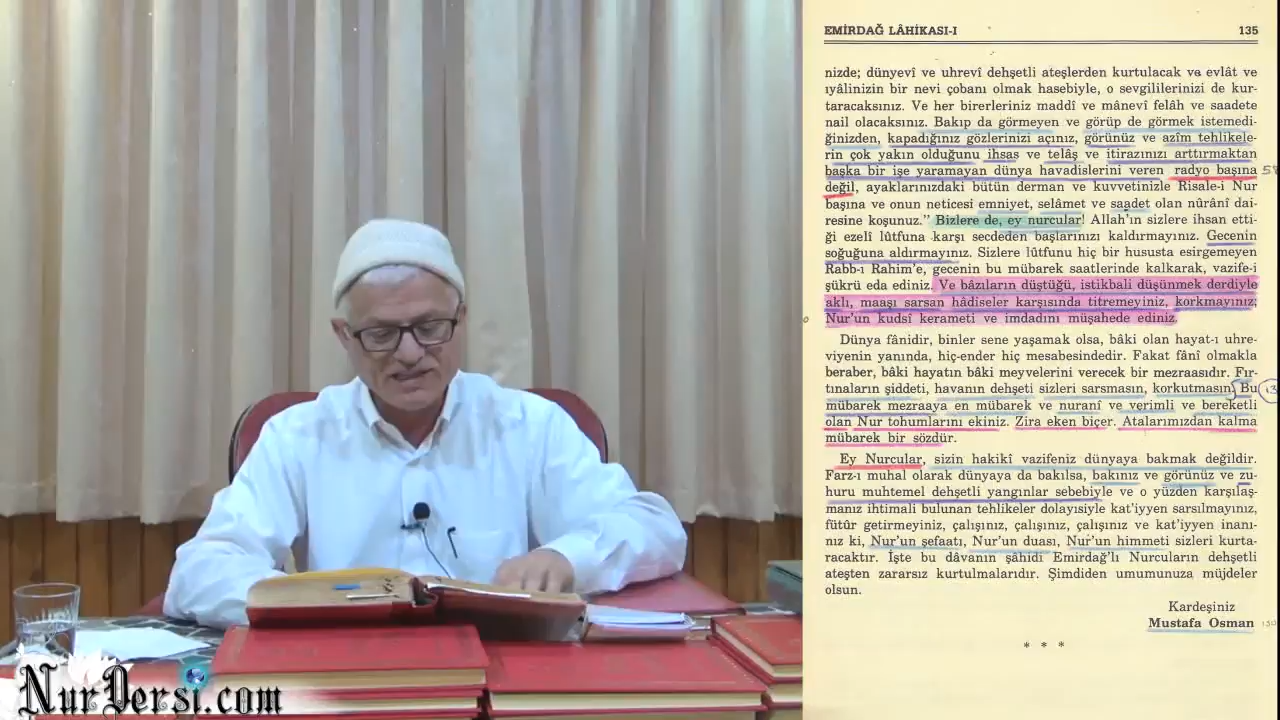 EMİRDAĞ LÂHİKASI-I 135
nizde; dünyevî ve uhrevî dehşetli ateşlerden kurtulacak ve evlât ve
ıyâlinizin bir nevi çobanı olmak hasebiyle, o sevgililerinizi de kur-
taracaksınız. Ve her birerleriniz maddî ve mânevî felâh ve saadete
nail olacaksınız. Bakıp da görmeyen ve görüp de görmek istemedi-
ğinizden, kapadığınız gözlerinizi açınız, görünüz ve azîm tehlikele-
rin çok yakın olduğunu ihsas ve telâş ve itirazınızı arttırmaktan
başka bir işe yaramayan dünya havadislerini veren radyo başına
değil, ayaklarınızdaki bütün derman ve kuvvetinizle Risale-i Nur
başına ve onun neticesi emniyet, selâmet ve saadet olan nûrânî dai-
resine koşunuz." Bizlere de, ey nurcular! Allah'ın sizlere ihsan etti-
ği ezelî lûtfuna karşı secdeden başlarınızı kaldırmayınız. Gecenin
soğuğuna aldırmayınız. Sizlere lûtfunu hiç bir hususta esirgemeyen
Rabb-ı Rahim'e, gecenin bu mübarek saatlerinde kalkarak, vazife-i
şükrü eda ediniz. Ve bâzıların düştüğü, istikbali düşünmek derdiyle
aklı, maaşı sarsan hâdiseler karşısında titremeyiniz, korkmayınız;
Nur'un kudsî kerameti ve imdadını müşahede ediniz.
Dünya fânidir, binler sene yaşamak olsa, bâki olan hayat-ı uhre-
viyenin yanında, hiç-ender hiç mesabesindedir. Fakat fânî olmakla
beraber, bâki hayatın bâki meyvelerini verecek bir mezraasıdır. Fır-
tınaların şiddeti, havanın dehşeti sizleri sarsmasın, korkutmasın. Bu
mübarek mezraaya en mübarek ve nuranî ve verimli ve bereketli
olan Nur tohumlarını ekiniz. Zira eken biçer. Atalarımızdan kalma
mübarek bir sözdür.
Ey Nurcular, sizin hakikî vazifeniz dünyaya bakmak değildir.
Farz-ı muhal olarak dünyaya da bakılsa, bakınız ve görünüz ve zu-
huru muhtemel dehşetli yangınlar sebebiyle ve o yüzden karşılaş-
manız ihtimali bulunan tehlikeler dolayısiyle kat'iyyen sarsılmayınız,
fütûr getirmeyiniz, çalışınız, çalışınız, çalışınız ve kat'iyyen inanı-
nız ki, Nur'un şefaatı, Nur'un duası, Nur'un himmeti sizleri kurta-
racaktır. İşte bu dâvanın şâhidi Emirdağ'lı Nurcuların dehşetli
ateşten zararsız kurtulmalarıdır. Şimdiden umumunuza müjdeler
olsun.
Kardeşiniz
Mustafa Osman
* * *
NurDersi.com